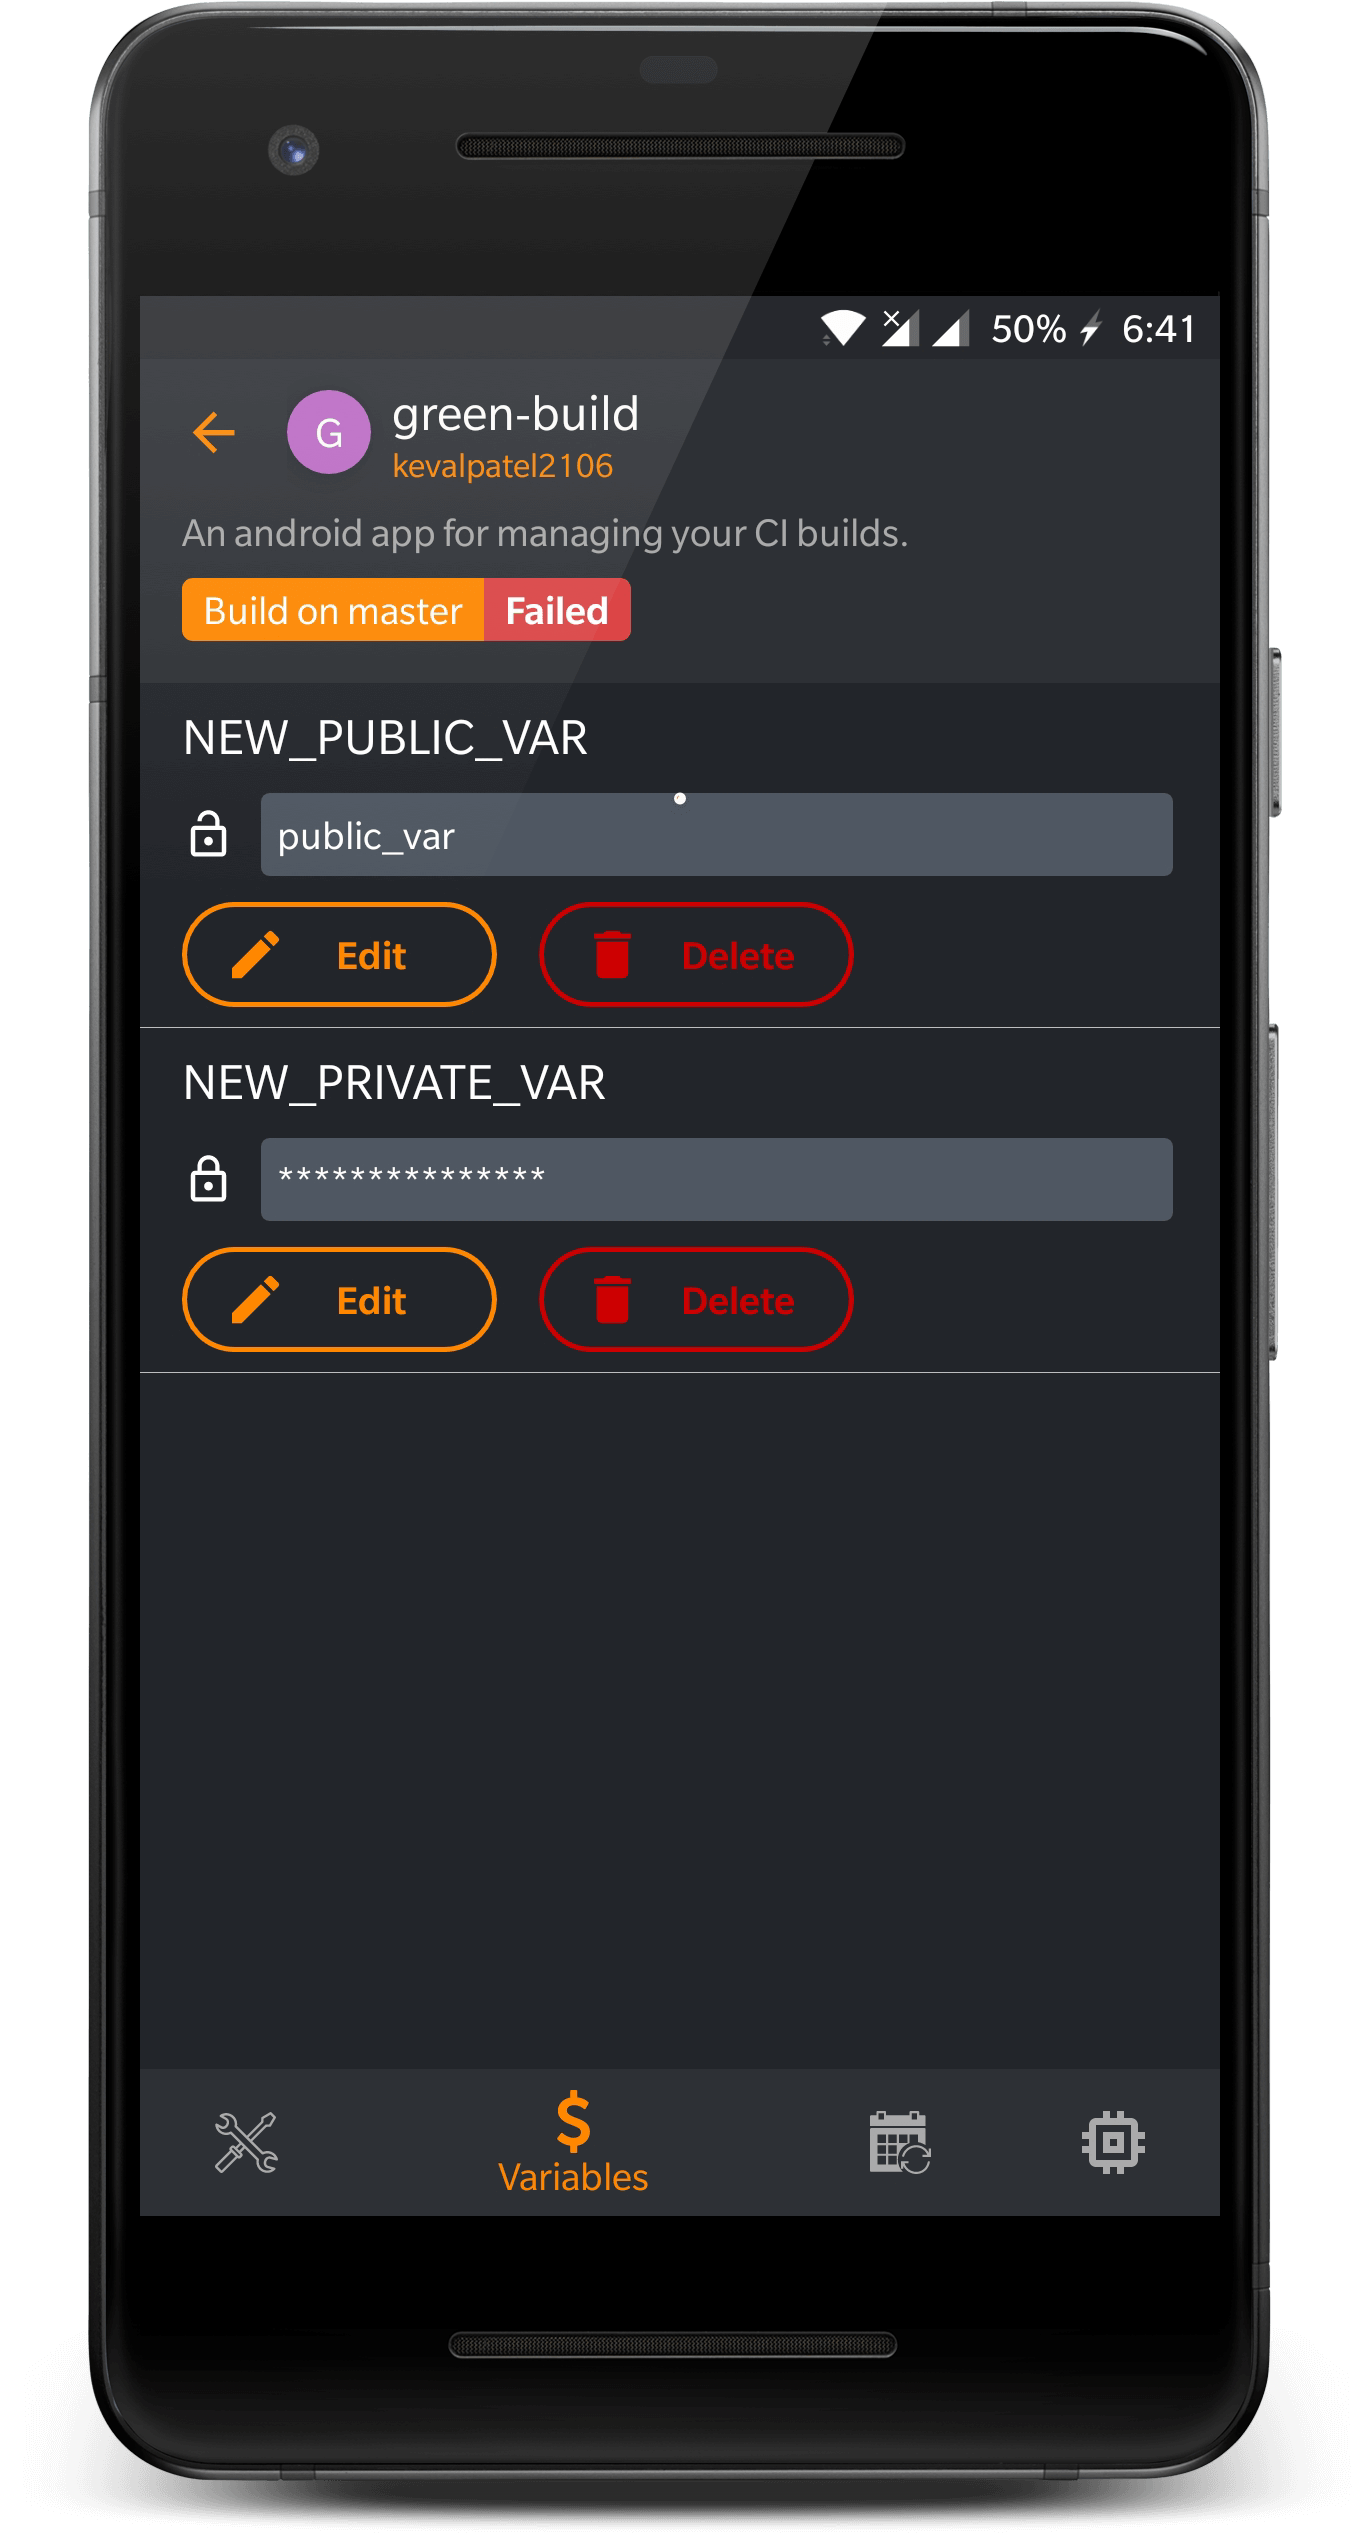 50% 6:41
G
green-build
kevalpatel2106
An android app for managing your CI builds.
Build on master Failed
NEW_PUBLIC_VAR
public_var
Edit Delete
NEW_PRIVATE_VAR
***************
Edit Delete
$
Variables